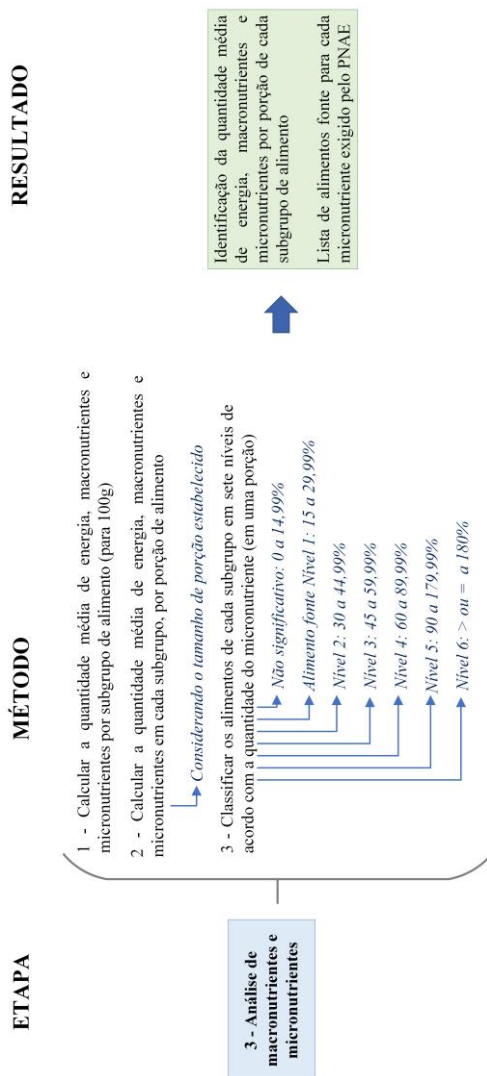 ETAPA
MÉTODO
RESULTADO
3 - Análise de
macronutrientes e
micronutrientes
1 - Calcular a quantidade média de energia, macronutrientes e
micronutrientes por subgrupo de alimento (para 100g)
2 - Calcular a quantidade média de energia, macronutrientes e
micronutrientes em cada subgrupo, por porção de alimento
Considerando o tamanho de porção estabelecido
3 - Classificar os alimentos de cada subgrupo em sete níveis de
acordo com a quantidade do micronutriente (em uma porção)
Não significativo: 0 a 14,99%
Alimento fonte Nível 1: 15 a 29,99%
Nível 2: 30 a 44,99%
Nível 3: 45 a 59,99%
Nível 4: 60 a 89,99%
Nível 5: 90 a 179,99%
Nível 6: > ou = a 180%
Identificação da quantidade média
de energia, macronutrientes e
micronutrientes por porção de cada
subgrupo de alimento
Lista de alimentos fonte para cada
micronutriente exigido pelo PNAE